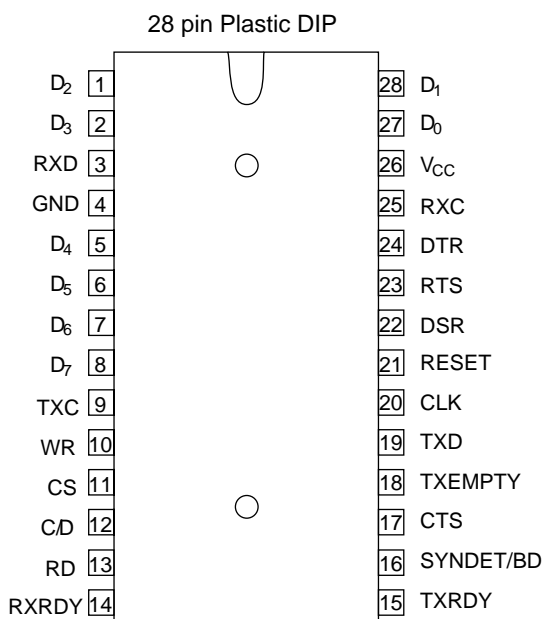 28 pin Plastic DIP
D₂ 1 28 D₁
D₃ 2 27 D₀
RXD 3 26 V_CC
GND 4 25 RXC
D₄ 5 24 DTR
D₅ 6 23 RTS
D₆ 7 22 DSR
D₇ 8 21 RESET
TXC 9 20 CLK
WR 10 19 TXD
CS 11 18 TXEMPTY
C/D 12 17 CTS
RD 13 16 SYNDET/BD
RXRDY 14 15 TXRDY